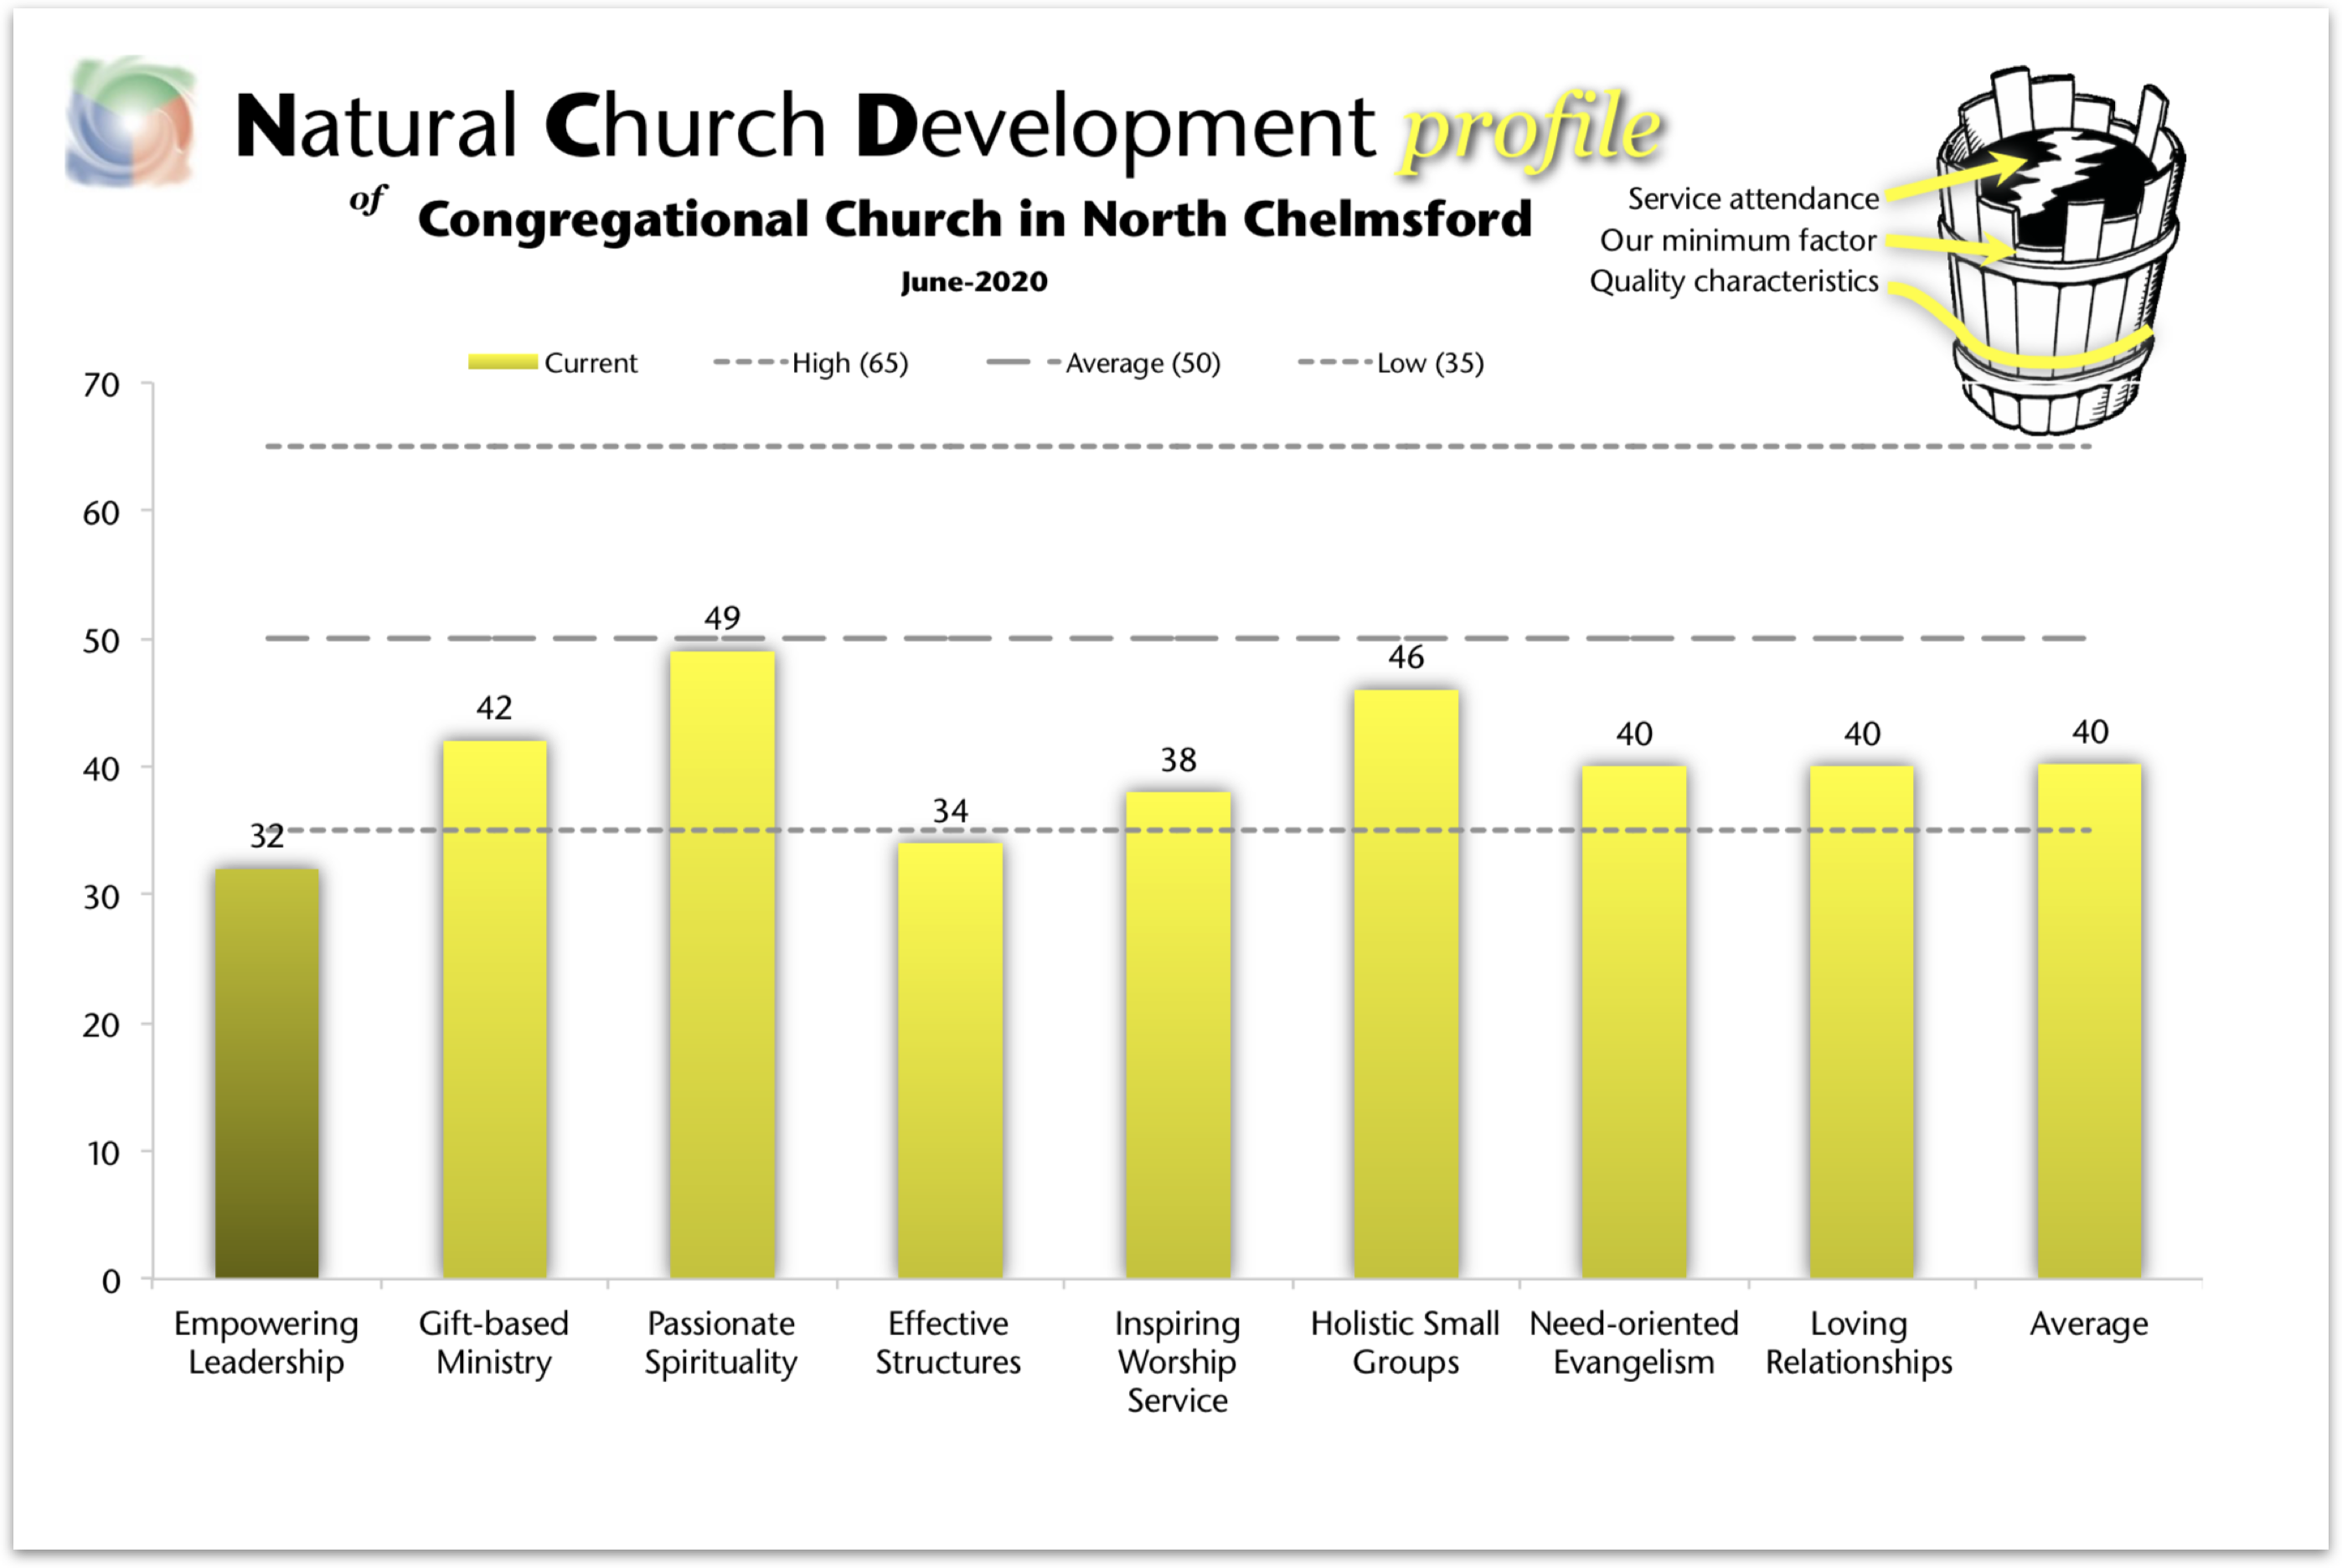 Natural Church Development profile
of Congregational Church in North Chelmsford
June-2020
Service attendance
Our minimum factor
Quality characteristics
Current High (65) Average (50) Low (35)
70
60
50
40
30
20
10
0
32
42
49
34
38
46
40
40
40
Empowering
Leadership
Gift-based
Ministry
Passionate
Spirituality
Effective
Structures
Inspiring
Worship
Service
Holistic Small
Groups
Need-oriented
Evangelism
Loving
Relationships
Average